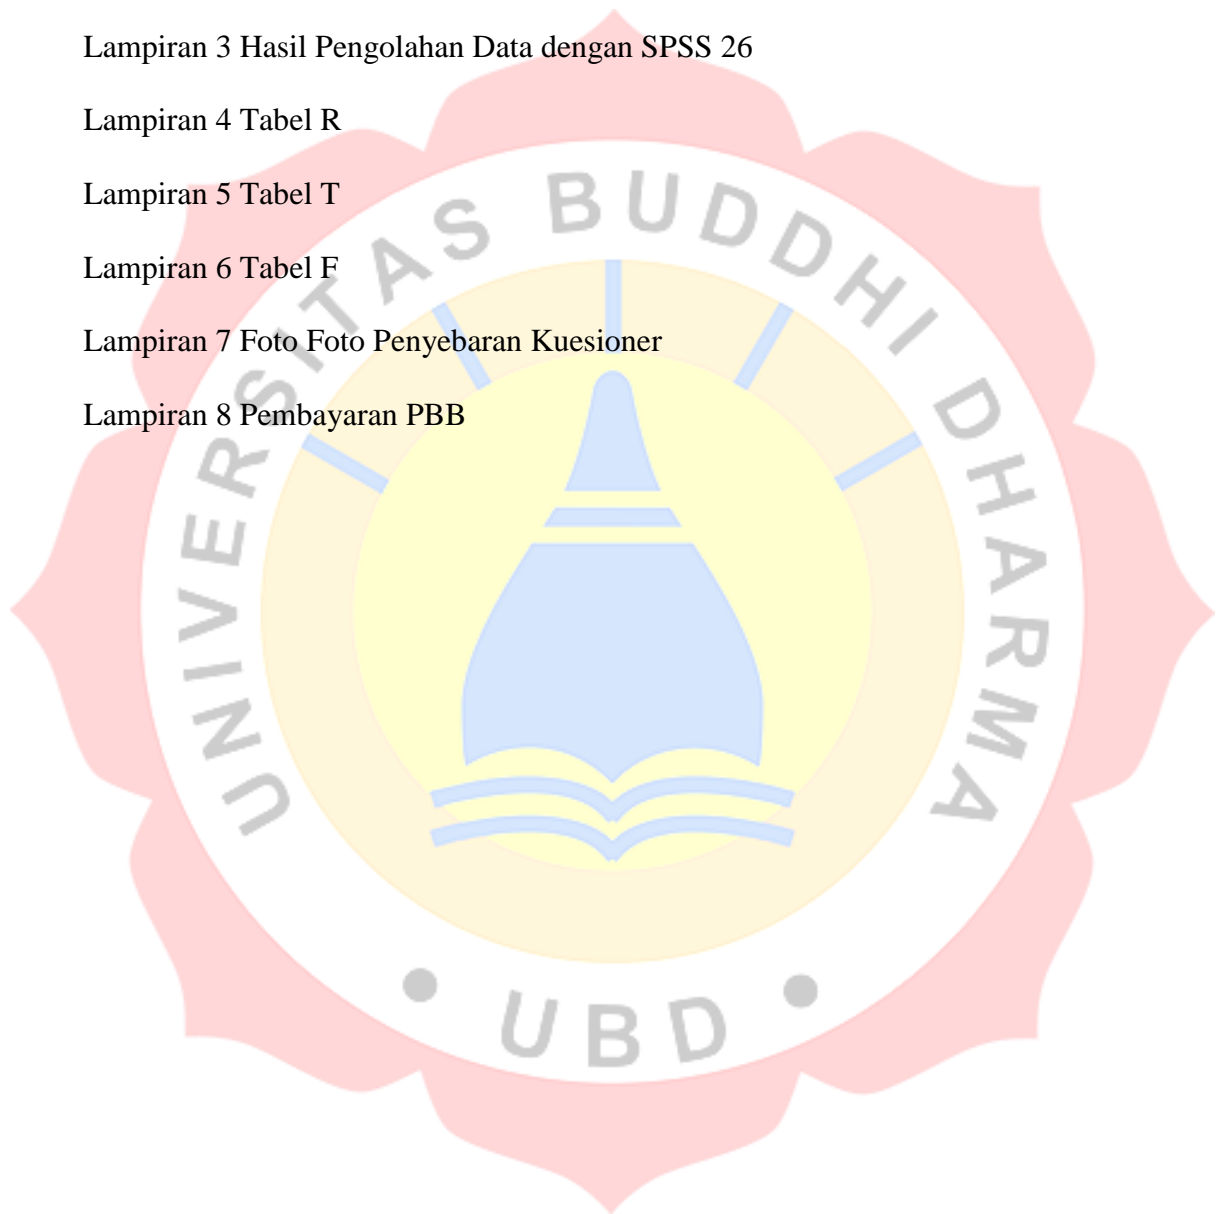 Lampiran 3 Hasil Pengolahan Data dengan SPSS 26
Lampiran 4 Tabel R
Lampiran 5 Tabel T
Lampiran 6 Tabel F
Lampiran 7 Foto Foto Penyebaran Kuesioner
Lampiran 8 Pembayaran PBB
UNIVERSITAS BUDDHI DHARMA
• UBD •